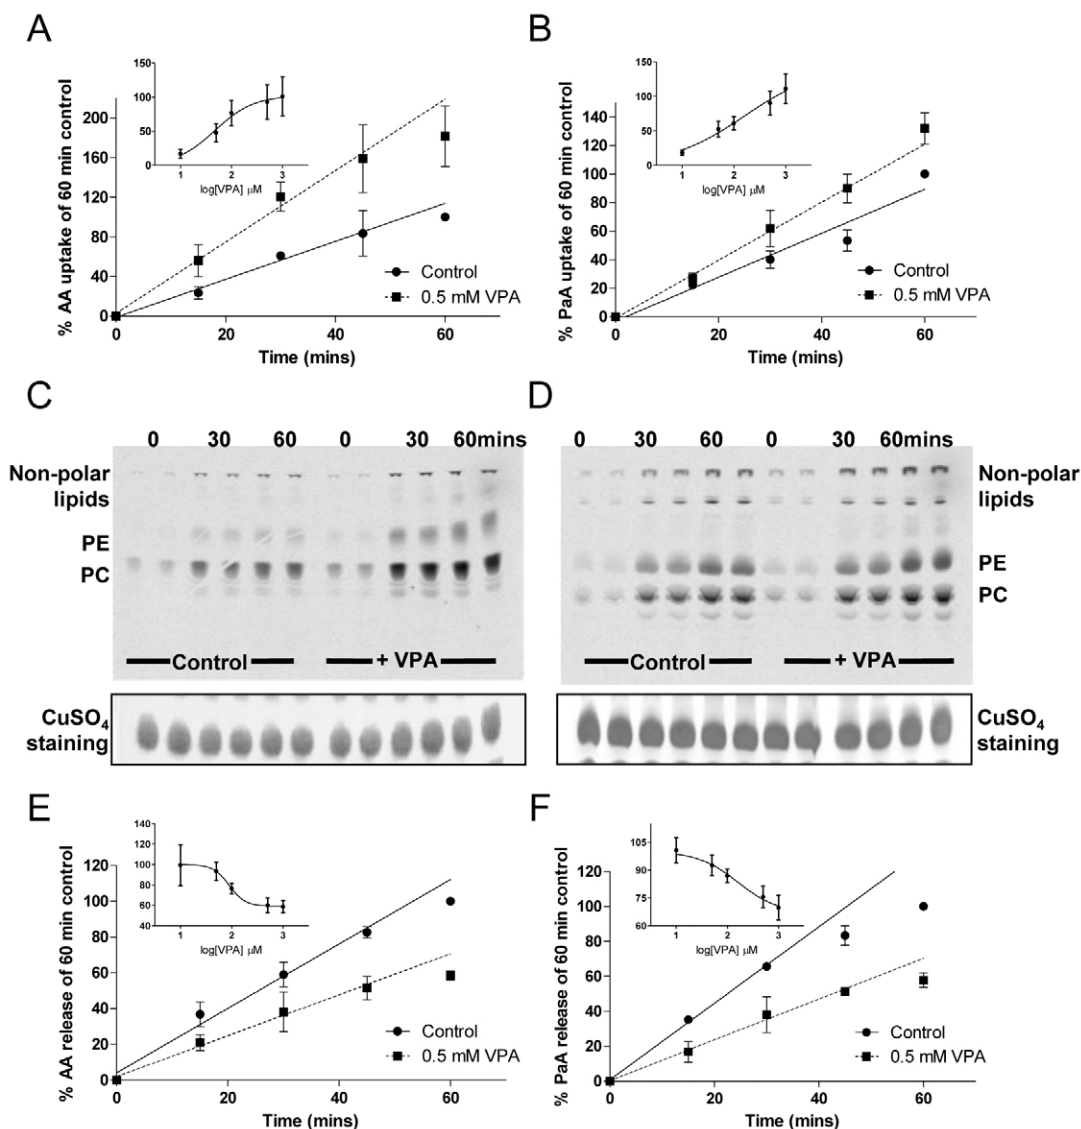 A
% AA uptake of 60 min control
200
160
120
80
40
0
0 20 40 60
Time (mins)
150
100
50
0
1 2 3
log[VPA] µM
Control
0.5 mM VPA
B
% PaA uptake of 60 min control
140
120
100
80
60
40
20
0
0 20 40 60
Time (mins)
150
100
50
0
1 2 3
log[VPA] µM
Control
0.5 mM VPA
C
0 30 60 0 30 60mins
Non-polar
lipids
PE
PC
Control + VPA
CuSO₄
staining
D
0 30 60 0 30 60mins
Non-polar
lipids
PE
PC
Control + VPA
CuSO₄
staining
E
% AA release of 60 min control
120
100
80
60
40
20
0
0 20 40 60
Time (mins)
140
120
100
80
60
40
1 2 3
log[VPA] µM
Control
0.5 mM VPA
F
% PaA release of 60 min control
120
100
80
60
40
20
0
0 20 40 60
Time (mins)
105
90
75
60
1 2 3
log[VPA] µM
Control
0.5 mM VPA